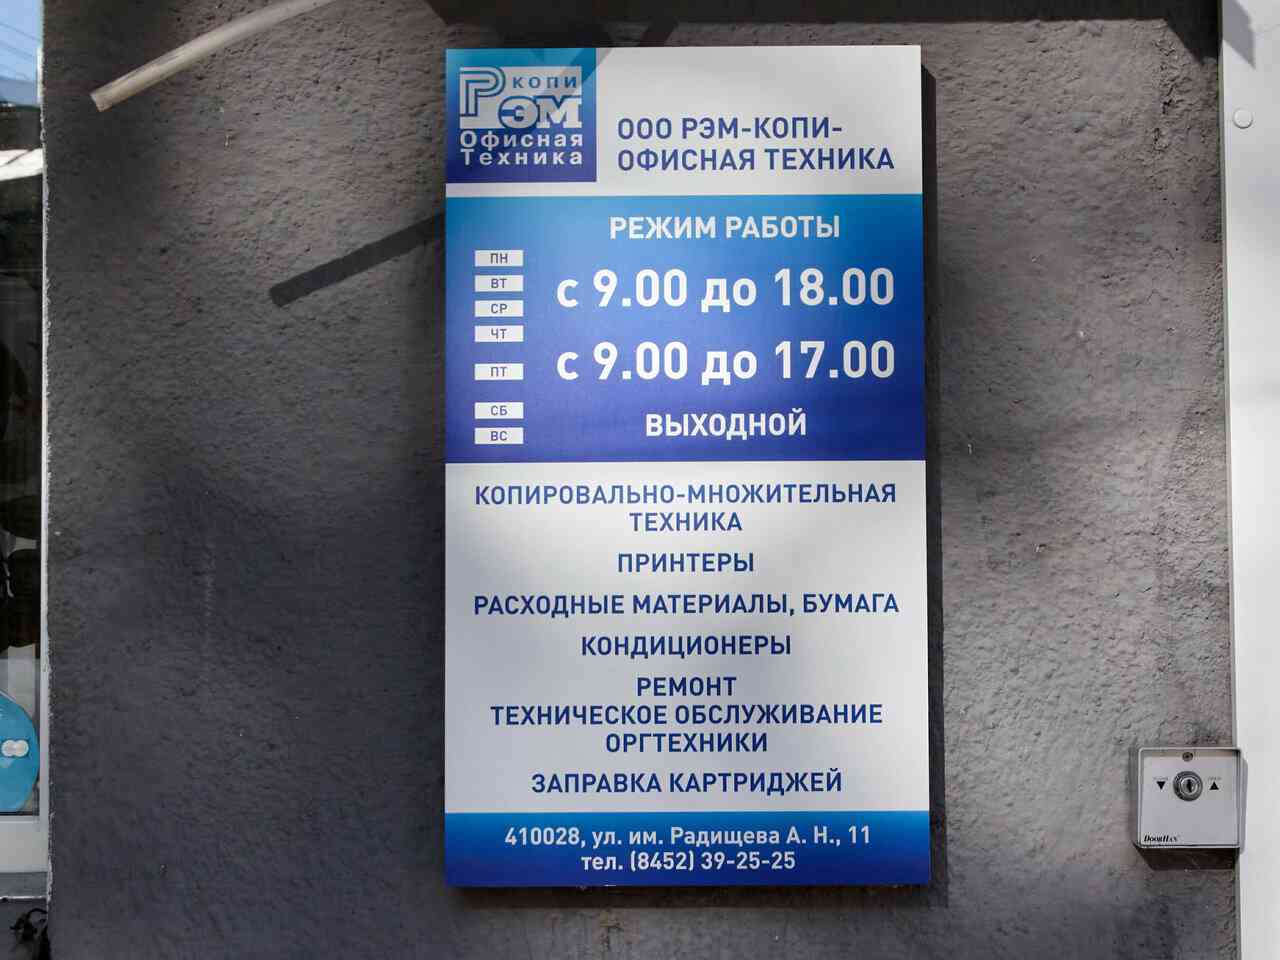 КОПИ
РЭМ
Офисная
Техника
ООО РЭМ-КОПИ-
ОФИСНАЯ ТЕХНИКА
РЕЖИМ РАБОТЫ
ПН
ВТ
СР
ЧТ
с 9.00 до 18.00
ПТ
с 9.00 до 17.00
СБ
ВС
ВЫХОДНОЙ
КОПИРОВАЛЬНО-МНОЖИТЕЛЬНАЯ
ТЕХНИКА
ПРИНТЕРЫ
РАСХОДНЫЕ МАТЕРИАЛЫ, БУМАГА
КОНДИЦИОНЕРЫ
РЕМОНТ
ТЕХНИЧЕСКОЕ ОБСЛУЖИВАНИЕ
ОРГТЕХНИКИ
ЗАПРАВКА КАРТРИДЖЕЙ
410028, ул. им. Радищева А. Н., 11
тел. (8452) 39-25-25
DOORHAN